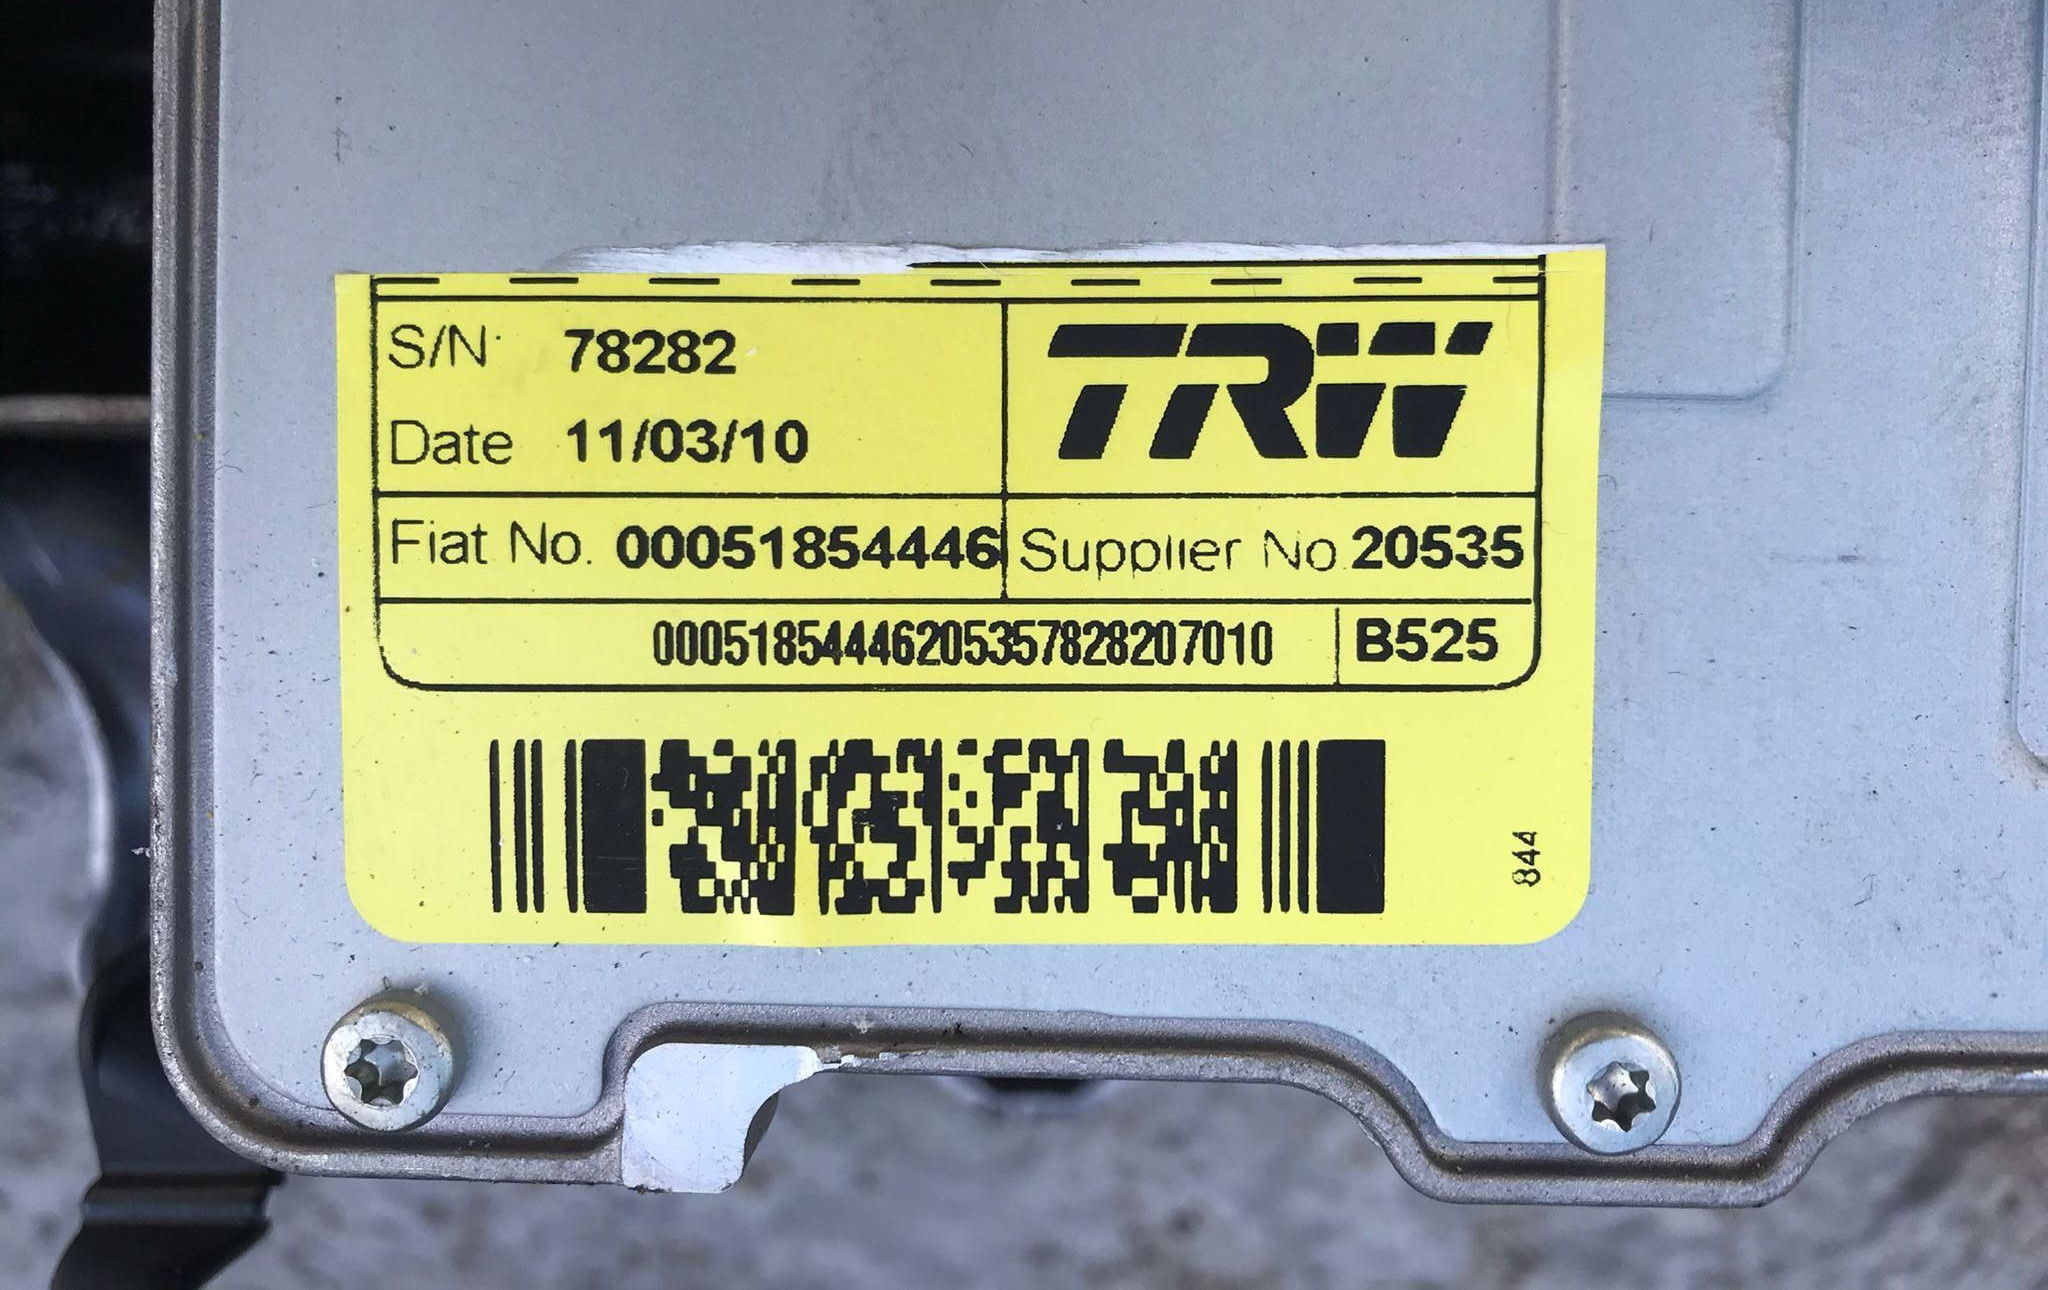 S/N 78282
TRW
Date 11/03/10
Fiat No. 00051854446
Supplier No. 20535
00051854446205357828207010
B525
844